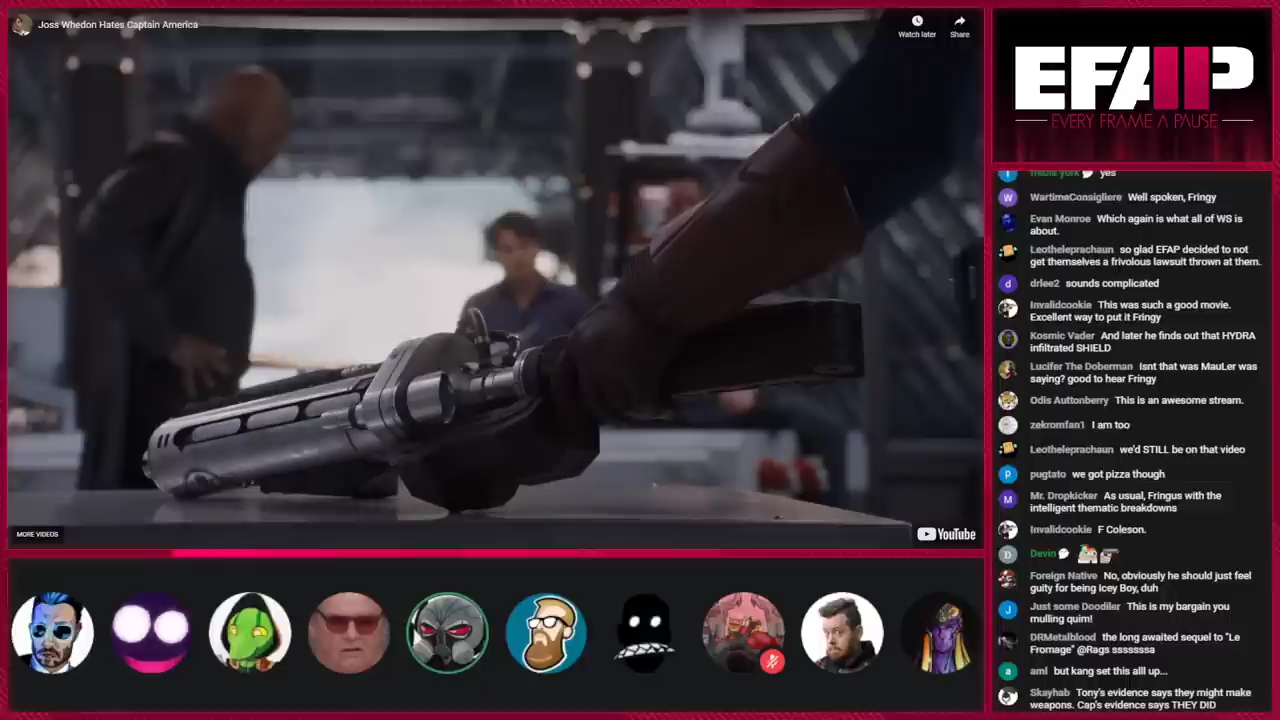 Joss Whedon Hates Captain America
Watch later
Share
MORE VIDEOS
YouTube
EFAP
EVERY FRAME A PAUSE
yes
WartimeConsigliere Well spoken, Fringy
Evan Monroe Which again is what all of WS is
about.
Leotheleprachaun so glad EFAP decided to not
get themselves a frivolous lawsuit thrown at them.
drlee2 sounds complicated
Invalidcookie This was such a good movie.
Excellent way to put it Fringy
Kosmic Vader And later he finds out that HYDRA
infiltrated SHIELD
Lucifer The Doberman Isnt that was MauLer was
saying? good to hear Fringy
Odis Auttonberry This is an awesome stream.
zekromfan1 I am too
Leotheleprachaun we'd STILL be on that video
pugtato we got pizza though
Mr. Dropkicker As usual, Fringus with the
intelligent thematic breakdowns
Invalidcookie F Coleson.
Devin
Foreign Native No, obviously he should just feel
guity for being Icey Boy, duh
Just some Doodiler This is my bargain you
mulling quim!
DRMetalblood the long awaited sequel to "Le
Fromage" @Rags sssssssa
aml but kang set this alll up...
Skayhab Tony's evidence says they might make
weapons. Cap's evidence says THEY DID